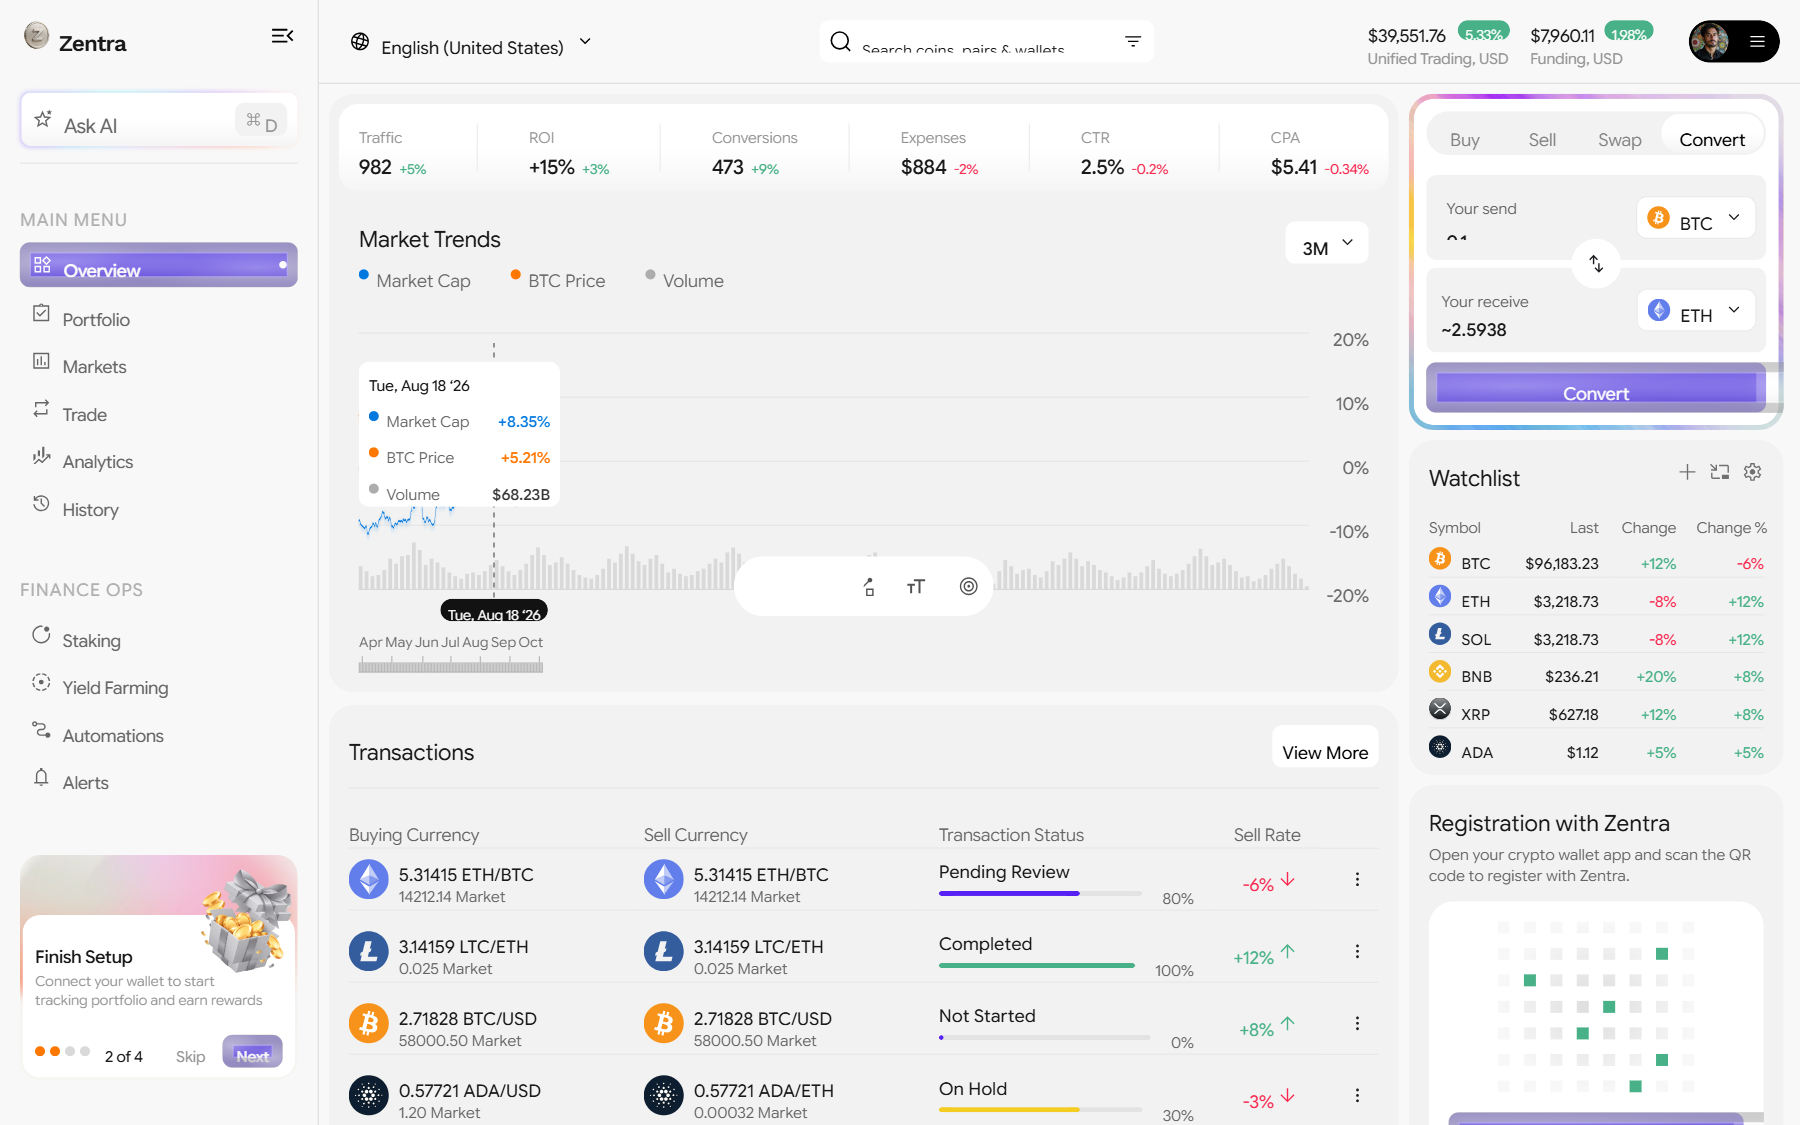 Zentra
Ask AI
⌘ D
MAIN MENU
Overview
Portfolio
Markets
Trade
Analytics
History
FINANCE OPS
Staking
Yield Farming
Automations
Alerts
Finish Setup
Connect your wallet to start
tracking portfolio and earn rewards
2 of 4
Skip
Next
English (United States)
Search coins, pairs & wallets
$39,551.76 5.33%
Unified Trading, USD
$7,960.11 1.98%
Funding, USD
Traffic
982 +5%
ROI
+15% +3%
Conversions
473 +9%
Expenses
$884 -2%
CTR
2.5% -0.2%
CPA
$5.41 -0.34%
Market Trends
3M
Market Cap
BTC Price
Volume
20%
10%
0%
-10%
-20%
Tue, Aug 18 ‘26
Market Cap +8.35%
BTC Price +5.21%
Volume $68.23B
Tue, Aug 18 ‘26
Apr May Jun Jul Aug Sep Oct
TT
Transactions
View More
Buying Currency Sell Currency Transaction Status Sell Rate
5.31415 ETH/BTC
14212.14 Market
5.31415 ETH/BTC
14212.14 Market
Pending Review
80%
-6%
3.14159 LTC/ETH
0.025 Market
3.14159 LTC/ETH
0.025 Market
Completed
100%
+12%
2.71828 BTC/USD
58000.50 Market
2.71828 BTC/USD
58000.50 Market
Not Started
0%
+8%
0.57721 ADA/USD
1.20 Market
0.57721 ADA/ETH
0.00032 Market
On Hold
30%
-3%
Buy Sell Swap Convert
Your send
BTC
Your receive
~2.5938
ETH
Convert
Watchlist
Symbol Last Change Change %
BTC $96,183.23 +12% -6%
ETH $3,218.73 -8% +12%
SOL $3,218.73 -8% +12%
BNB $236.21 +20% +8%
XRP $627.18 +12% +8%
ADA $1.12 +5% +5%
Registration with Zentra
Open your crypto wallet app and scan the QR
code to register with Zentra.